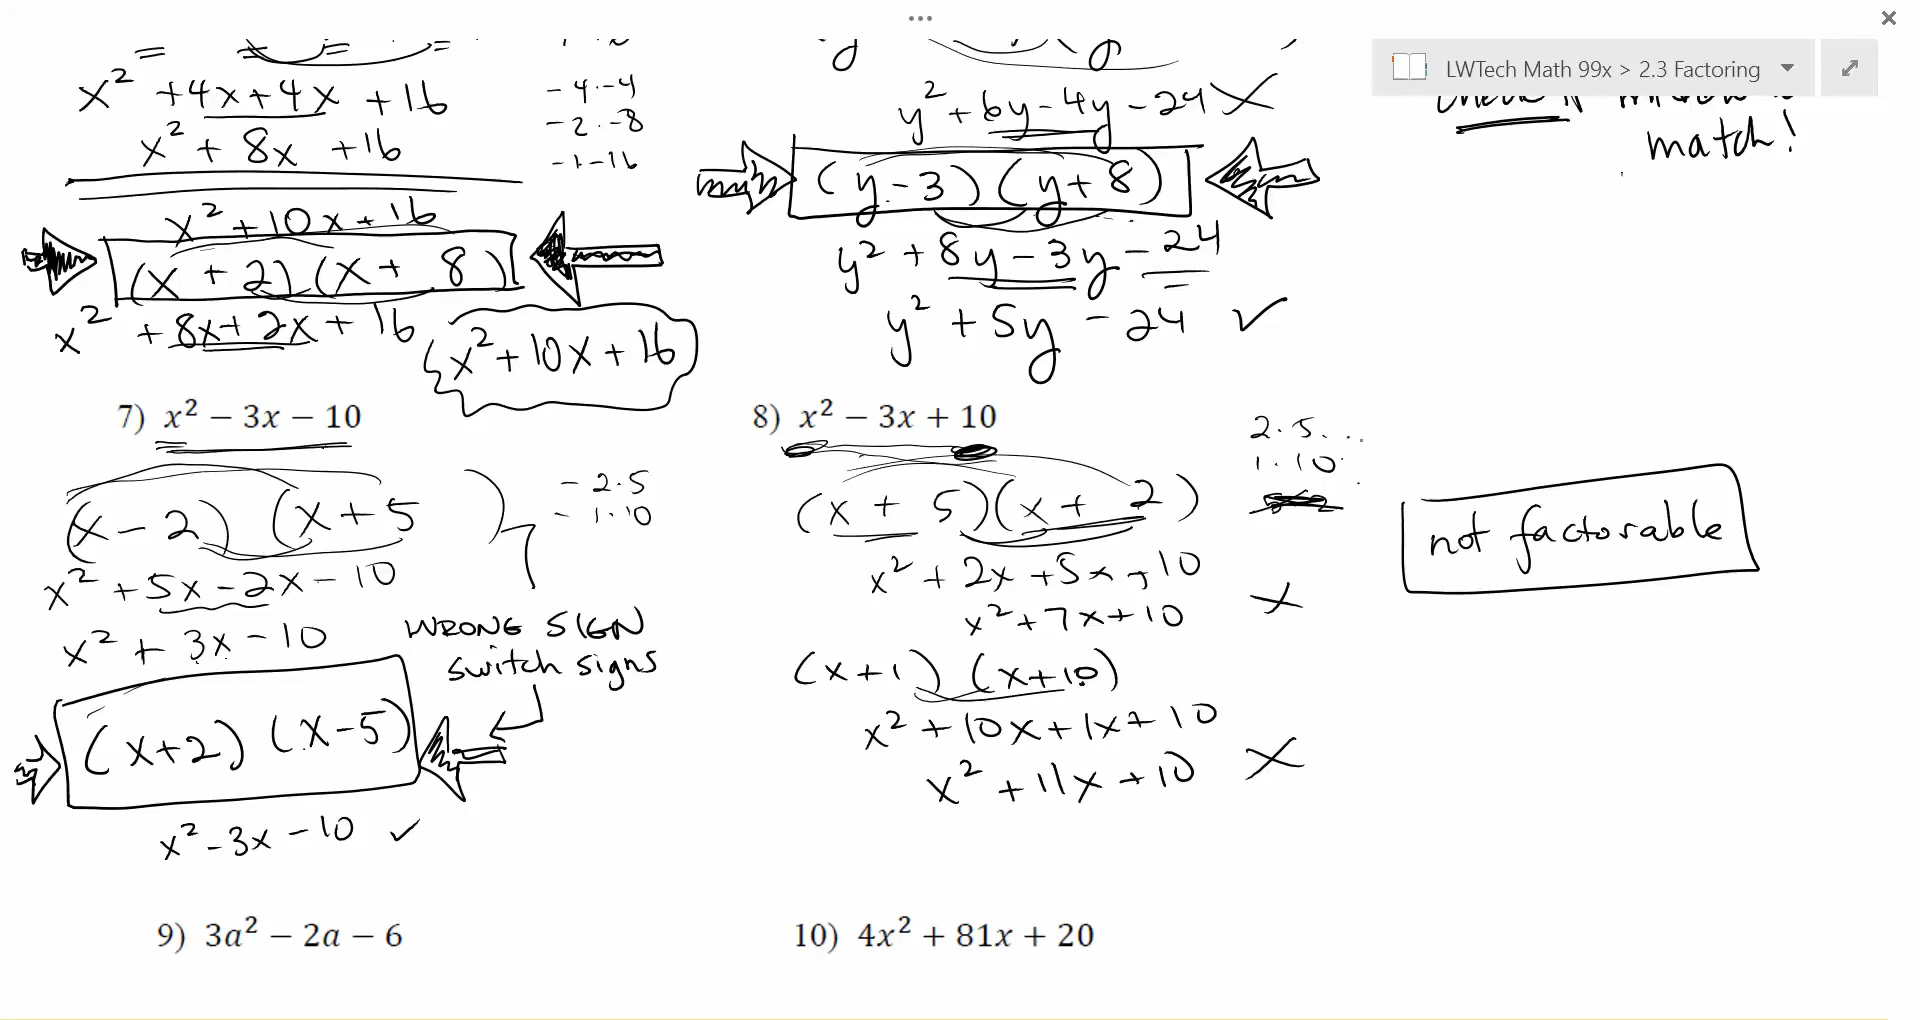 LWTech Math 99x > 2.3 Factoring
x² + 4x + 4x + 16
x² + 8x + 16
-4·-4
-2·-8
-1·-16
x² + 10x + 16
(x + 2)(x + 8)
x² + 8x + 2x + 16
x² + 10x + 16
y² + 6y - 4y - 24 X
(y - 3)(y + 8)
y² + 8y - 3y - 24
y² + 5y - 24 ✓
match!
7) x² − 3x − 10
(x - 2) (x + 5)
-2·5
-1·10
x² + 5x - 2x - 10
x² + 3x - 10
WRONG SIGN
switch signs
(x+2) (x-5)
x² - 3x - 10 ✓
8) x² − 3x + 10
2·5...
1·10
(x + 5)(x + 2)
x² + 2x + 5x + 10
x² + 7x + 10 X
(x+1) (x+10)
x² + 10x + 1x + 10
x² + 11x + 10 X
not factorable
9) 3a² − 2a − 6
10) 4x² + 81x + 20